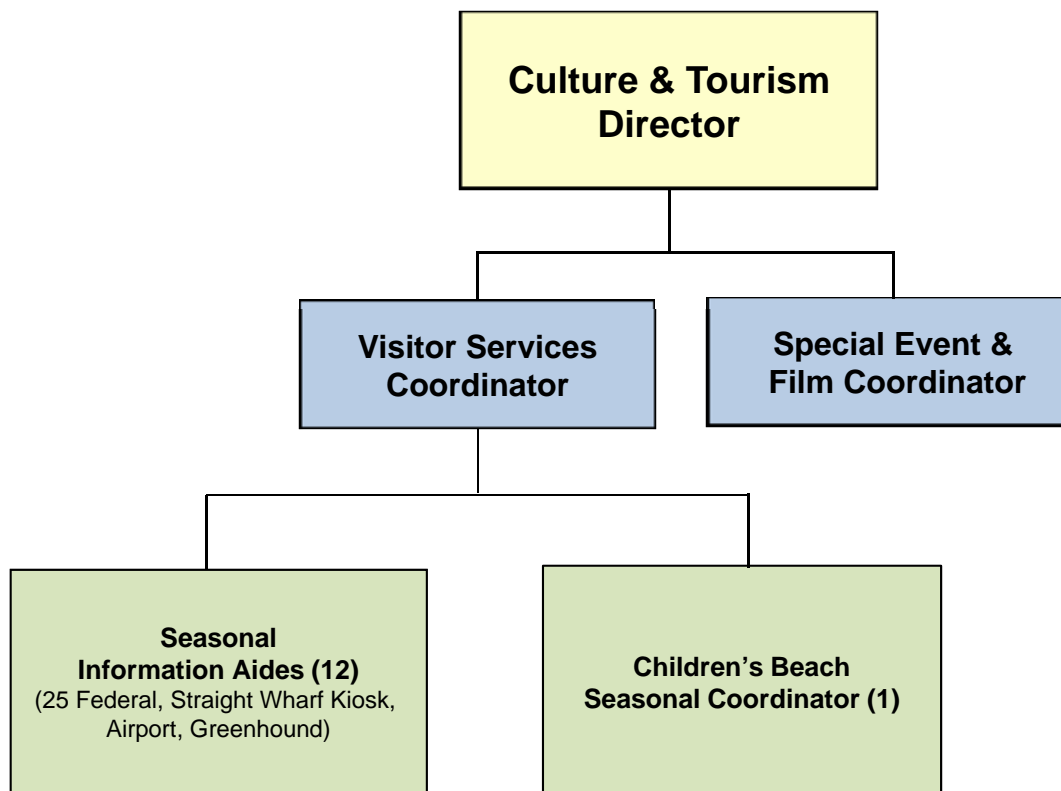 Culture & Tourism
Director
Visitor Services
Coordinator
Special Event &
Film Coordinator
Seasonal
Information Aides (12)
(25 Federal, Straight Wharf Kiosk,
Airport, Greenhound)
Children’s Beach
Seasonal Coordinator (1)